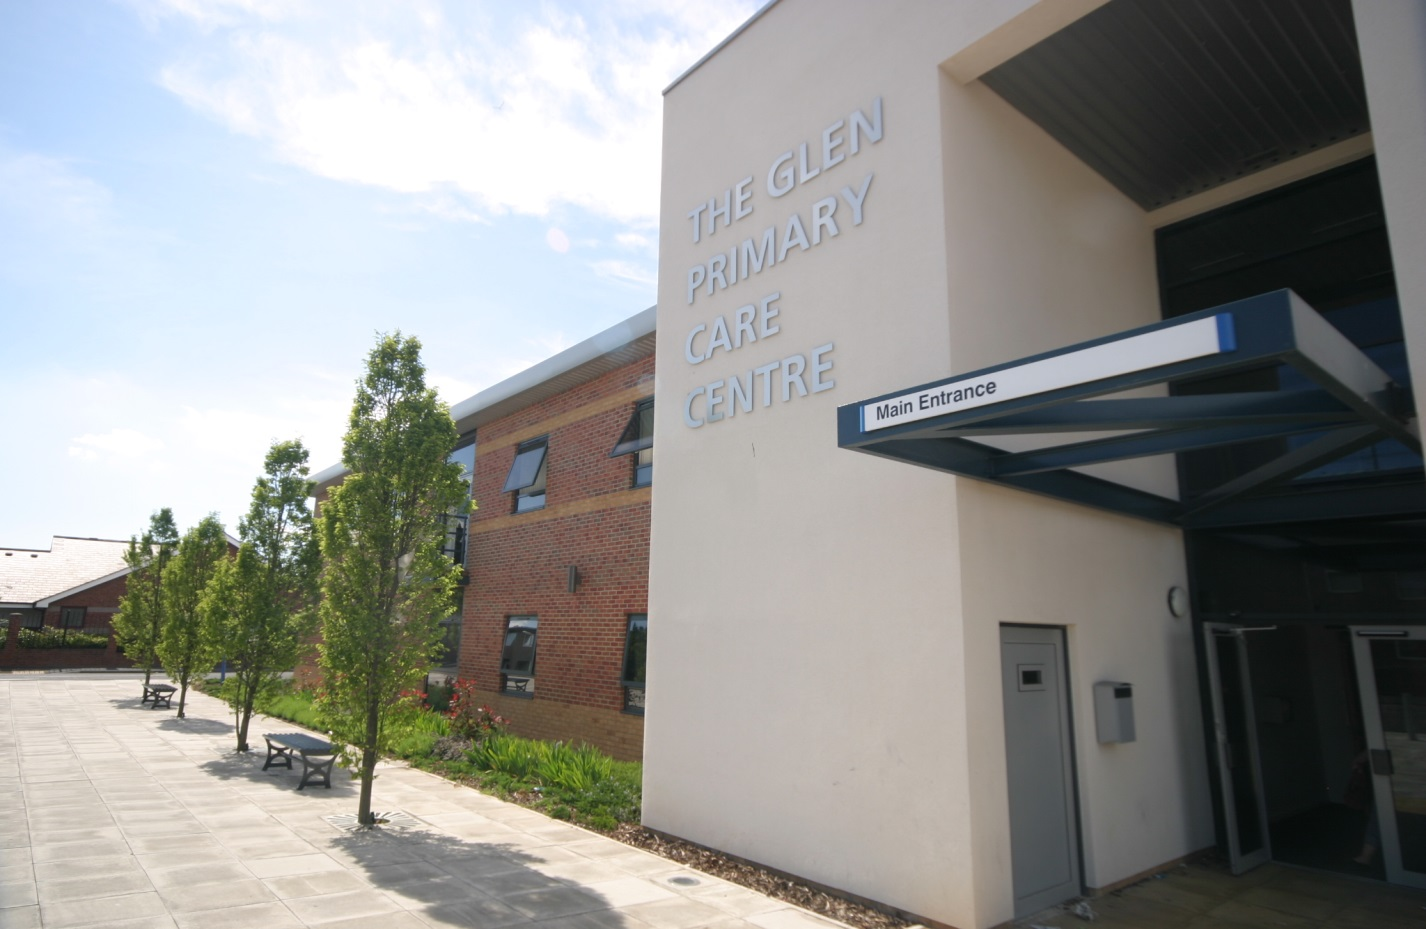 THE GLEN
PRIMARY
CARE
CENTRE
Main Entrance